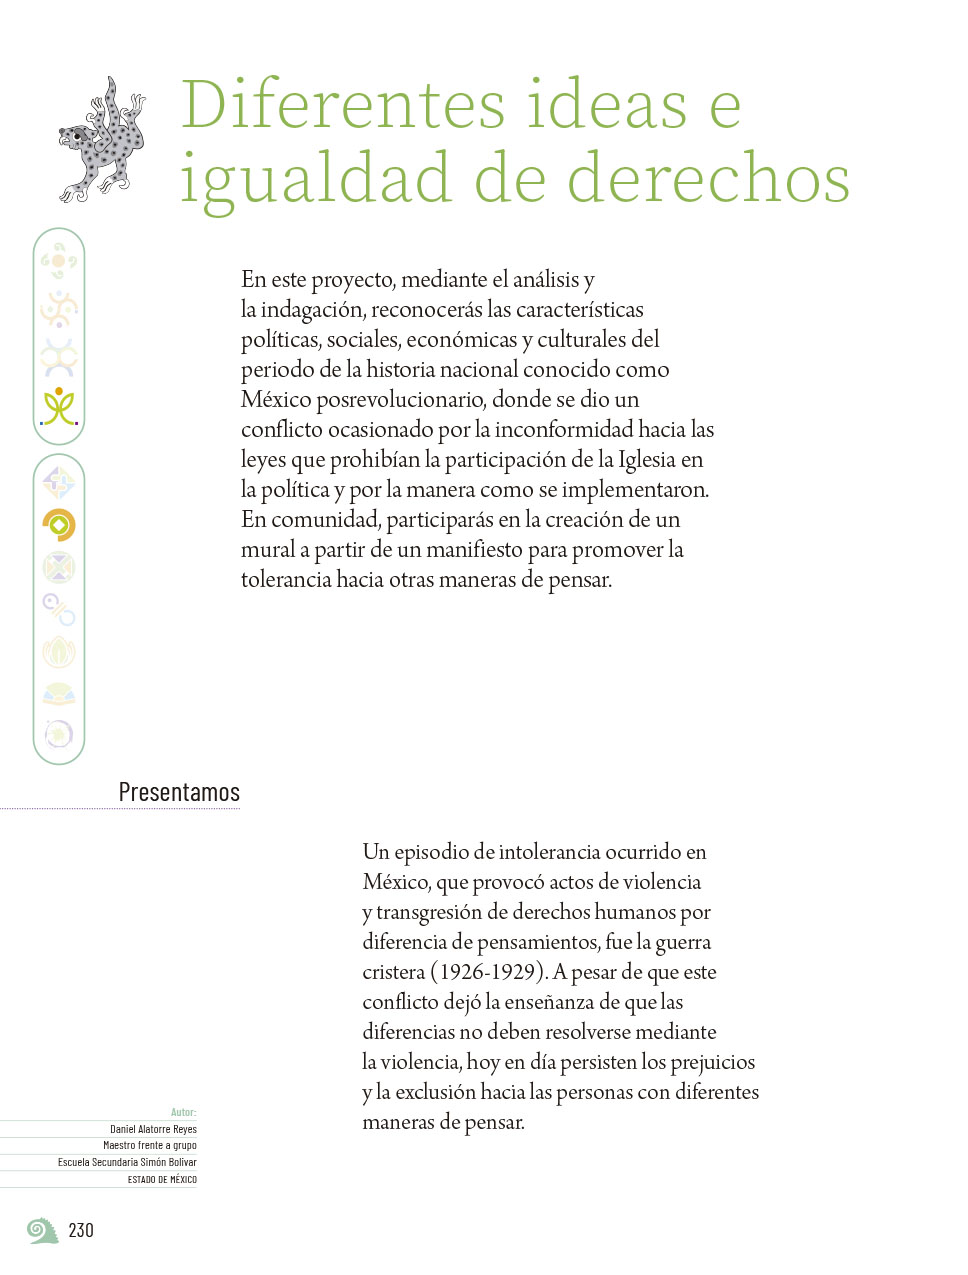 Diferentes ideas e
igualdad de derechos
En este proyecto, mediante el análisis y
la indagación, reconocerás las características
políticas, sociales, económicas y culturales del
periodo de la historia nacional conocido como
México posrevolucionario, donde se dio un
conflicto ocasionado por la inconformidad hacia las
leyes que prohibían la participación de la Iglesia en
la política y por la manera como se implementaron.
En comunidad, participarás en la creación de un
mural a partir de un manifiesto para promover la
tolerancia hacia otras maneras de pensar.
Presentamos
Un episodio de intolerancia ocurrido en
México, que provocó actos de violencia
y transgresión de derechos humanos por
diferencia de pensamientos, fue la guerra
cristera (1926-1929). A pesar de que este
conflicto dejó la enseñanza de que las
diferencias no deben resolverse mediante
la violencia, hoy en día persisten los prejuicios
y la exclusión hacia las personas con diferentes
maneras de pensar.
Autor:
Daniel Alatorre Reyes
Maestro frente a grupo
Escuela Secundaria Simón Bolívar
ESTADO DE MÉXICO
230